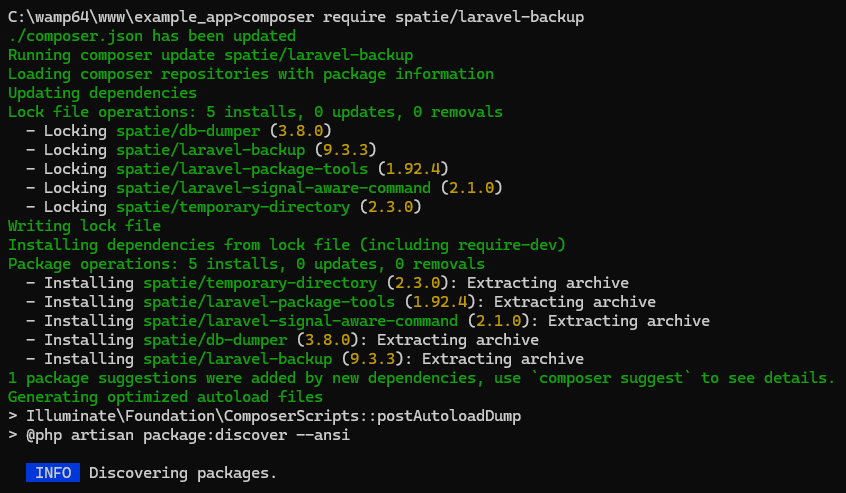 C:\wamp64\www\example_app>composer require spatie/laravel-backup
./composer.json has been updated
Running composer update spatie/laravel-backup
Loading composer repositories with package information
Updating dependencies
Lock file operations: 5 installs, 0 updates, 0 removals
  - Locking spatie/db-dumper (3.8.0)
  - Locking spatie/laravel-backup (9.3.3)
  - Locking spatie/laravel-package-tools (1.92.4)
  - Locking spatie/laravel-signal-aware-command (2.1.0)
  - Locking spatie/temporary-directory (2.3.0)
Writing lock file
Installing dependencies from lock file (including require-dev)
Package operations: 5 installs, 0 updates, 0 removals
  - Installing spatie/temporary-directory (2.3.0): Extracting archive
  - Installing spatie/laravel-package-tools (1.92.4): Extracting archive
  - Installing spatie/laravel-signal-aware-command (2.1.0): Extracting archive
  - Installing spatie/db-dumper (3.8.0): Extracting archive
  - Installing spatie/laravel-backup (9.3.3): Extracting archive
1 package suggestions were added by new dependencies, use `composer suggest` to see details.
Generating optimized autoload files
> Illuminate\Foundation\ComposerScripts::postAutoloadDump
> @php artisan package:discover --ansi
  INFO  Discovering packages.